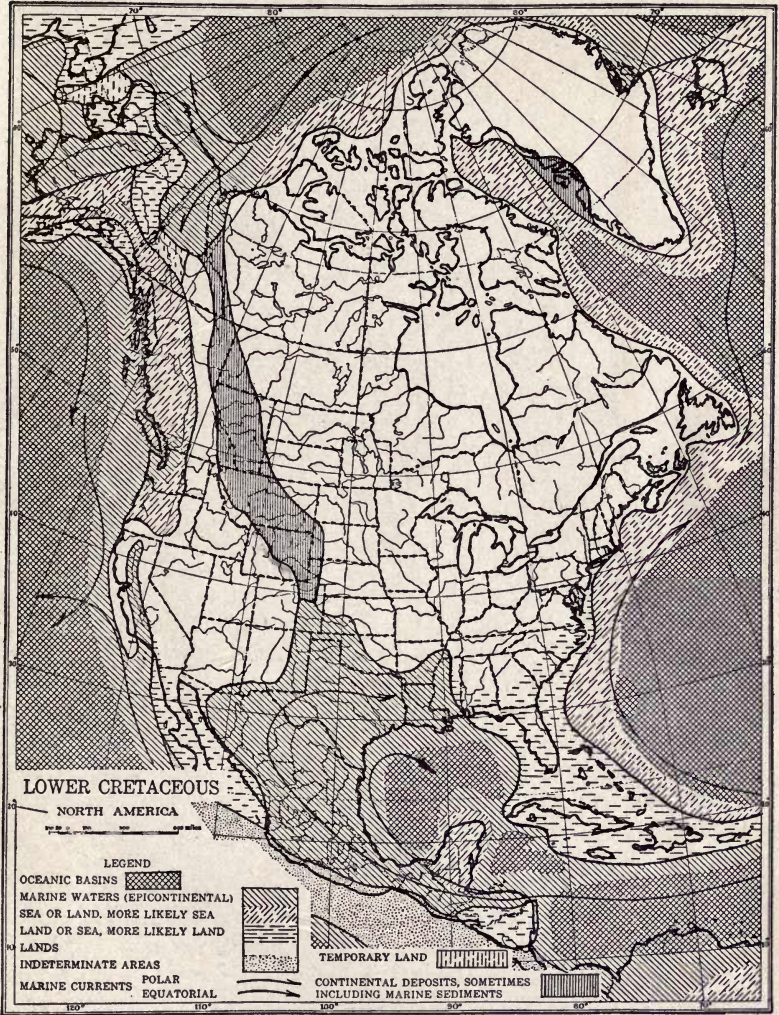 70°
80°
80°
70°
LOWER CRETACEOUS
NORTH AMERICA
LEGEND
OCEANIC BASINS
MARINE WATERS (EPICONTINENTAL)
SEA OR LAND, MORE LIKELY SEA
LAND OR SEA, MORE LIKELY LAND
LANDS
INDETERMINATE AREAS
MARINE CURRENTS POLAR
EQUATORIAL
TEMPORARY LAND
CONTINENTAL DEPOSITS, SOMETIMES
INCLUDING MARINE SEDIMENTS
120°
110°
100°
90°
80°
70°